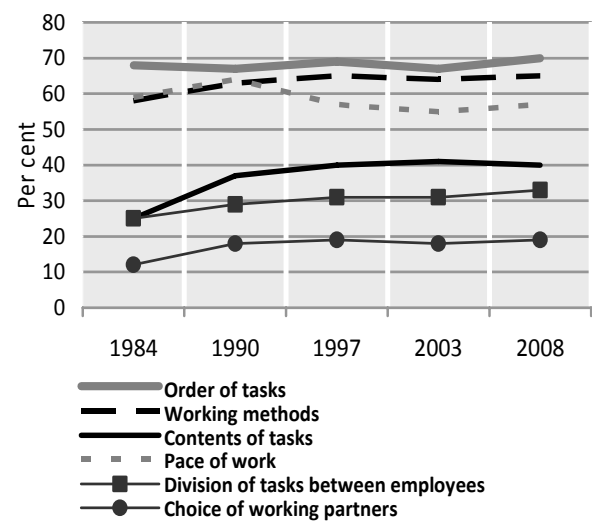 80
70
60
50
40
30
20
10
0
Per cent
1984 1990 1997 2003 2008
Order of tasks
Working methods
Contents of tasks
Pace of work
Division of tasks between employees
Choice of working partners